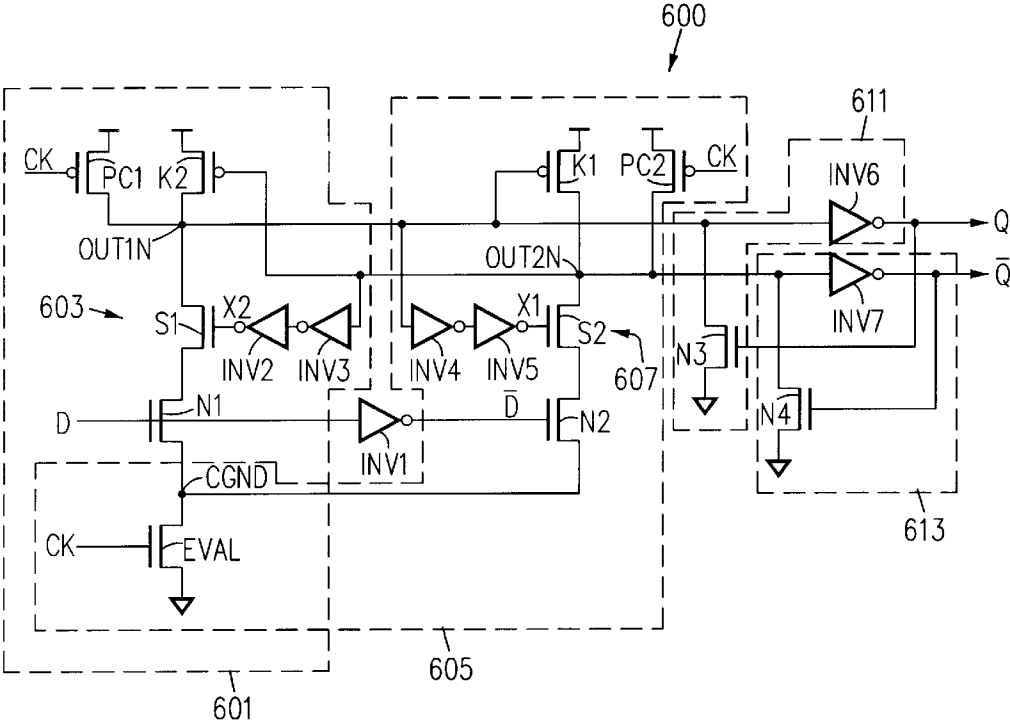 600
611
CK
PC1
K2
K1
PC2
CK
INV6
Q
OUT1N
OUT2N
Q̅
INV7
603
S1
X2
INV2
INV3
INV4
INV5
X1
S2
607
N3
N1
D
INV1
D̅
N2
N4
CGND
CK
EVAL
613
605
601